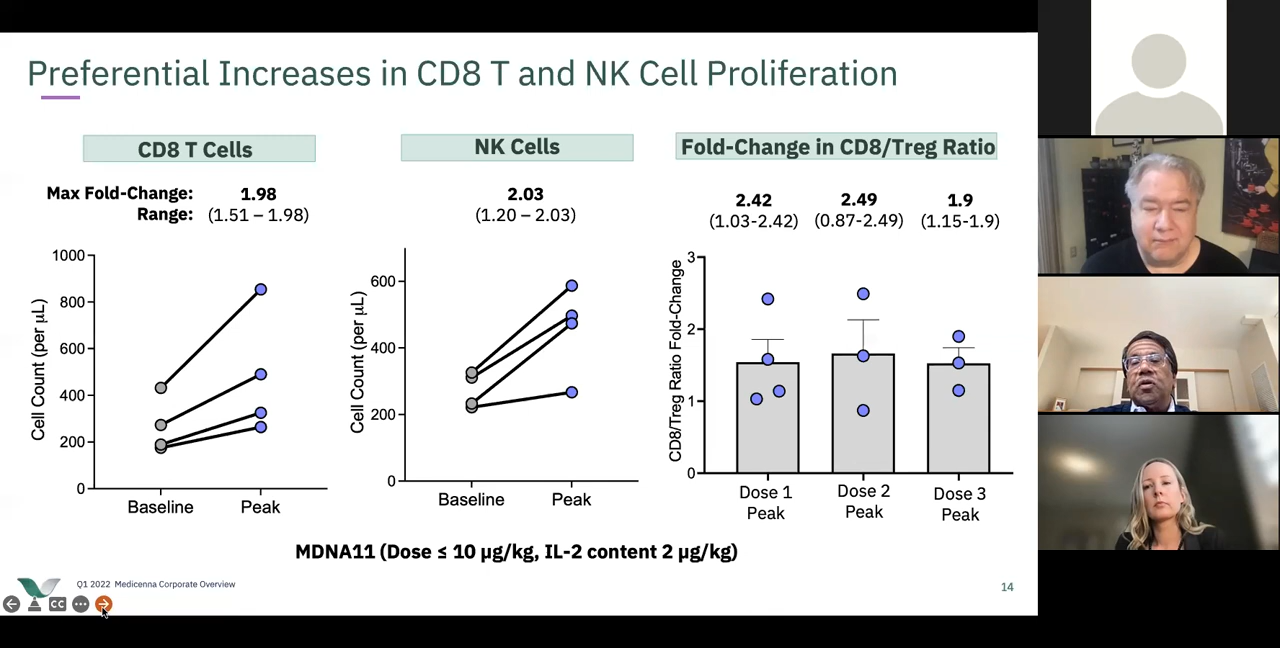 Preferential Increases in CD8 T and NK Cell Proliferation
CD8 T Cells
Max Fold-Change: 1.98
Range: (1.51 – 1.98)
Cell Count (per µL)
1000
800
600
400
200
0
Baseline
Peak
NK Cells
2.03
(1.20 – 2.03)
Cell Count (per µL)
600
400
200
0
Baseline
Peak
Fold-Change in CD8/Treg Ratio
2.42 2.49 1.9
(1.03-2.42) (0.87-2.49) (1.15-1.9)
CD8/Treg Ratio Fold-Change
3
2
1
0
Dose 1
Peak
Dose 2
Peak
Dose 3
Peak
MDNA11 (Dose ≤ 10 µg/kg, IL-2 content 2 µg/kg)
Q1 2022 Medicenna Corporate Overview
14
CC